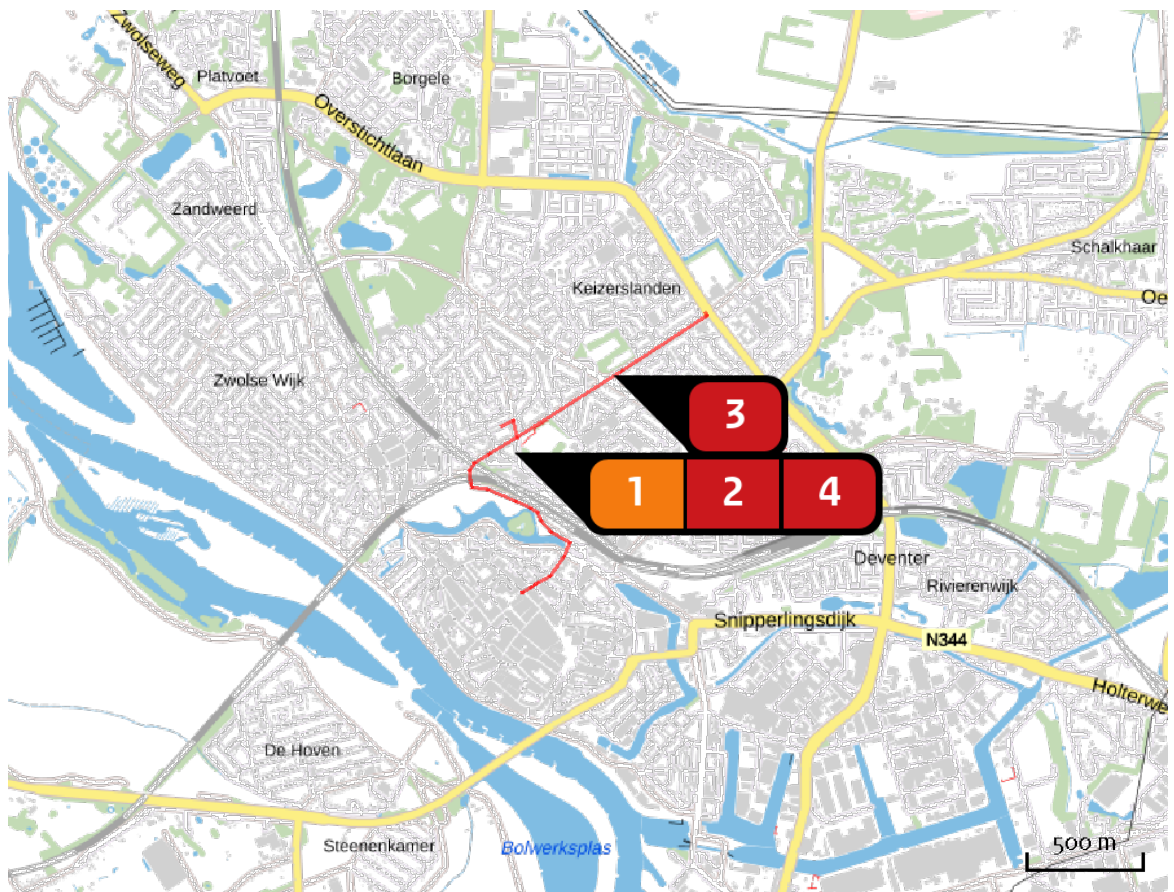 Zwolseweg
Platvoet
Borgele
Overstichtlaan
Zandweerd
Schalkhaar
Keizerslanden
Oe
Zwolse Wijk
3
1 2 4
Deventer
Rivierenwijk
Snipperlingsdijk
N344
Holterwe
De Hoven
Steenenkamer
Bolwerksplas
500 m